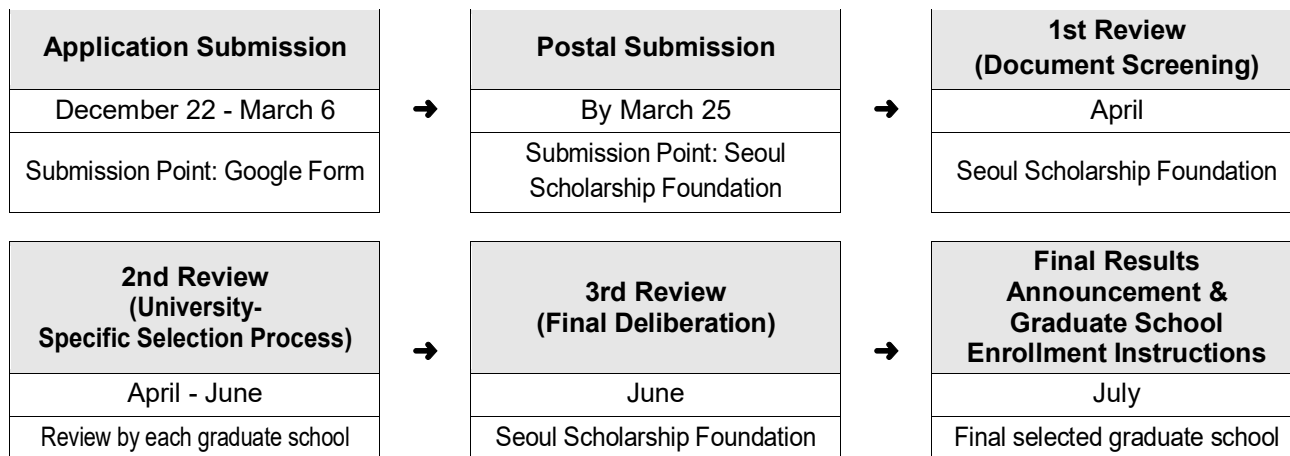 Application Submission
December 22 - March 6
Submission Point: Google Form
➜
Postal Submission
By March 25
Submission Point: Seoul
Scholarship Foundation
➜
1st Review
(Document Screening)
April
Seoul Scholarship Foundation
2nd Review
(University-
Specific Selection Process)
April - June
Review by each graduate school
➜
3rd Review
(Final Deliberation)
June
Seoul Scholarship Foundation
➜
Final Results
Announcement &
Graduate School
Enrollment Instructions
July
Final selected graduate school